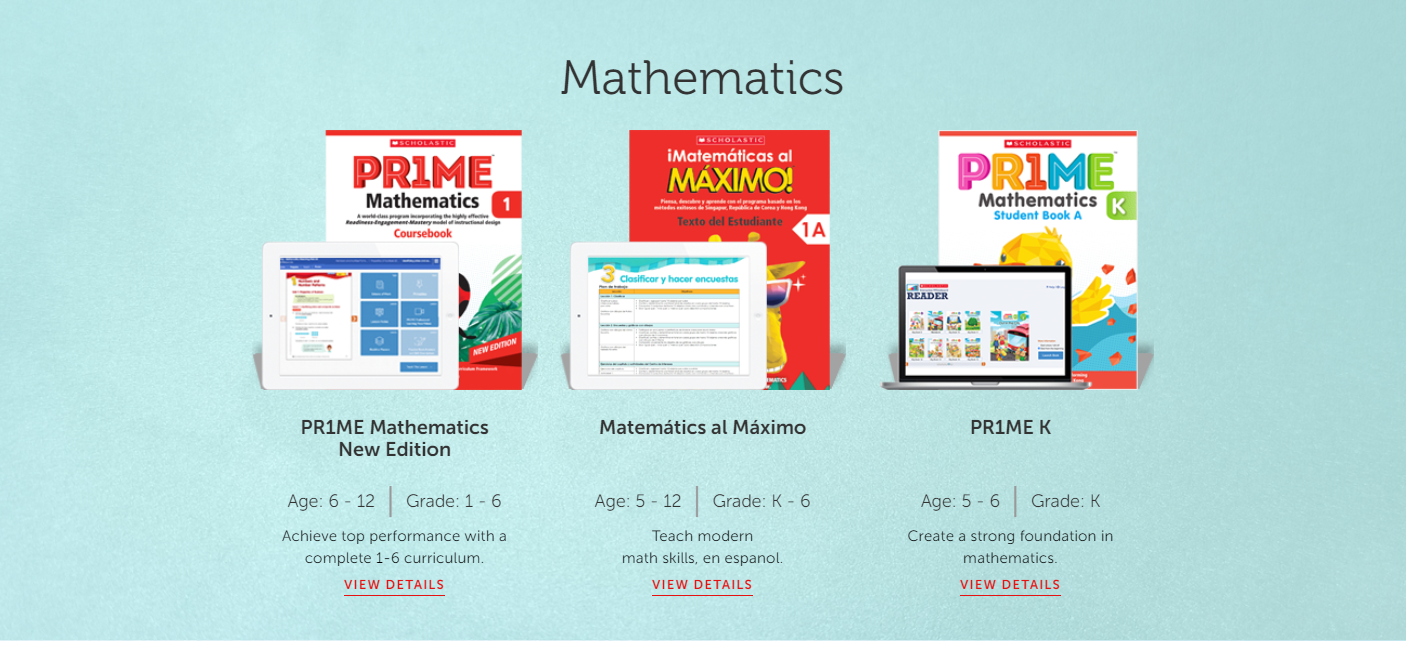 Mathematics
SCHOLASTIC
PR1ME
Mathematics 1
A world-class program incorporating the highly effective
Readiness-Engagement-Mastery model of instructional design
Coursebook
NEW EDITION
SCHOLASTIC
¡Matemáticas al
MÁXIMO!
Piensa, descubre y aprende con el programa basado en los
métodos exitosos de Singapur, República de Corea y Hong Kong
Texto del Estudiante
1A
3 Clasificar y hacer encuestas
SCHOLASTIC
PR1ME
Mathematics
Student Book A
K
READER
PR1ME Mathematics
New Edition
Age: 6 - 12 | Grade: 1 - 6
Achieve top performance with a
complete 1-6 curriculum.
VIEW DETAILS
Matemátics al Máximo
Age: 5 - 12 | Grade: K - 6
Teach modern
math skills, en espanol.
VIEW DETAILS
PR1ME K
Age: 5 - 6 | Grade: K
Create a strong foundation in
mathematics.
VIEW DETAILS